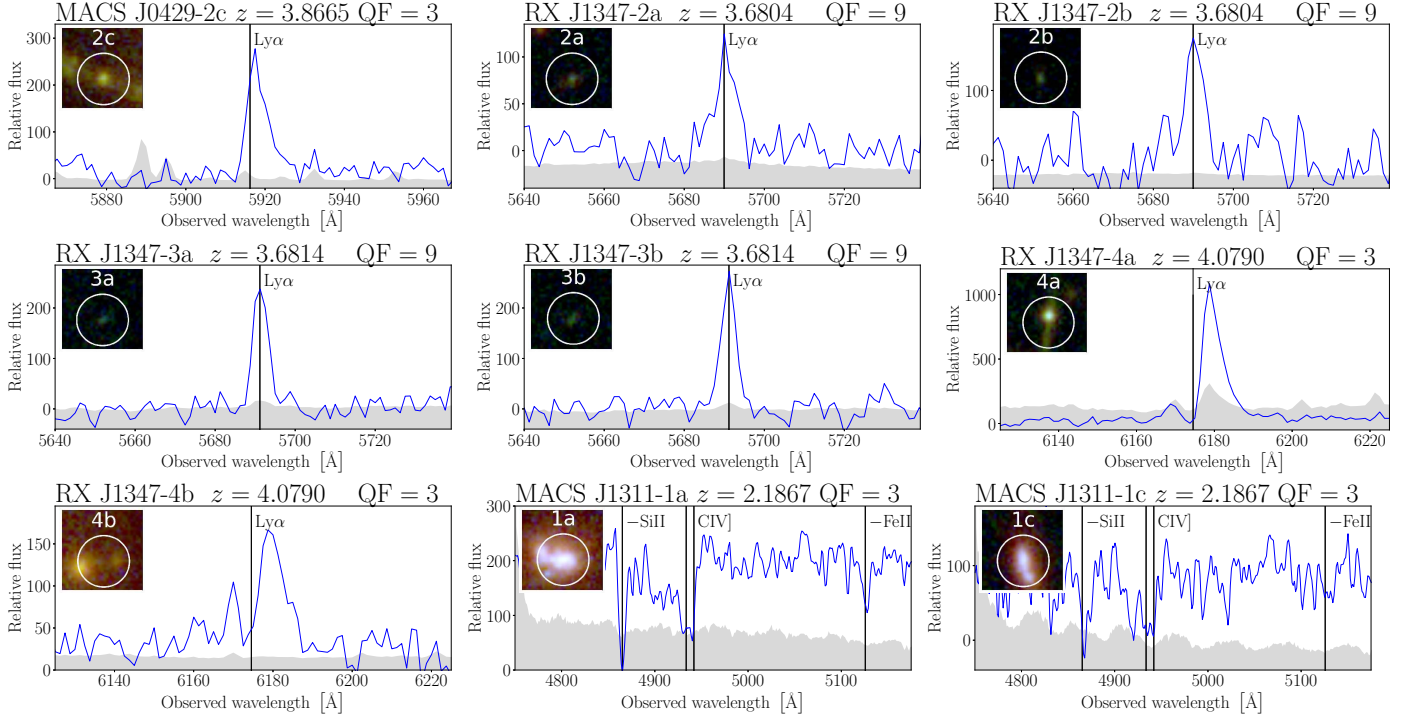 MACS J0429-2c z = 3.8665 QF = 3
RX J1347-2a z = 3.6804 QF = 9
RX J1347-2b z = 3.6804 QF = 9
2c
Lyα
300
200
100
0
Relative flux
5880 5900 5920 5940 5960
Observed wavelength [Å]
2a
Lyα
100
50
0
Relative flux
5640 5660 5680 5700 5720
Observed wavelength [Å]
2b
Lyα
100
0
Relative flux
5640 5660 5680 5700 5720
Observed wavelength [Å]
RX J1347-3a z = 3.6814 QF = 9
RX J1347-3b z = 3.6814 QF = 9
RX J1347-4a z = 4.0790 QF = 3
3a
Lyα
200
100
0
Relative flux
5640 5660 5680 5700 5720
Observed wavelength [Å]
3b
Lyα
200
100
0
Relative flux
5640 5660 5680 5700 5720
Observed wavelength [Å]
4a
Lyα
1000
500
0
Relative flux
6140 6160 6180 6200 6220
Observed wavelength [Å]
RX J1347-4b z = 4.0790 QF = 3
MACS J1311-1a z = 2.1867 QF = 3
MACS J1311-1c z = 2.1867 QF = 3
4b
Lyα
150
100
50
0
Relative flux
6140 6160 6180 6200 6220
Observed wavelength [Å]
1a
−SiII
CIV]
−FeII
300
200
100
0
Relative flux
4800 4900 5000 5100
Observed wavelength [Å]
1c
−SiII
CIV]
−FeII
100
0
Relative flux
4800 4900 5000 5100
Observed wavelength [Å]